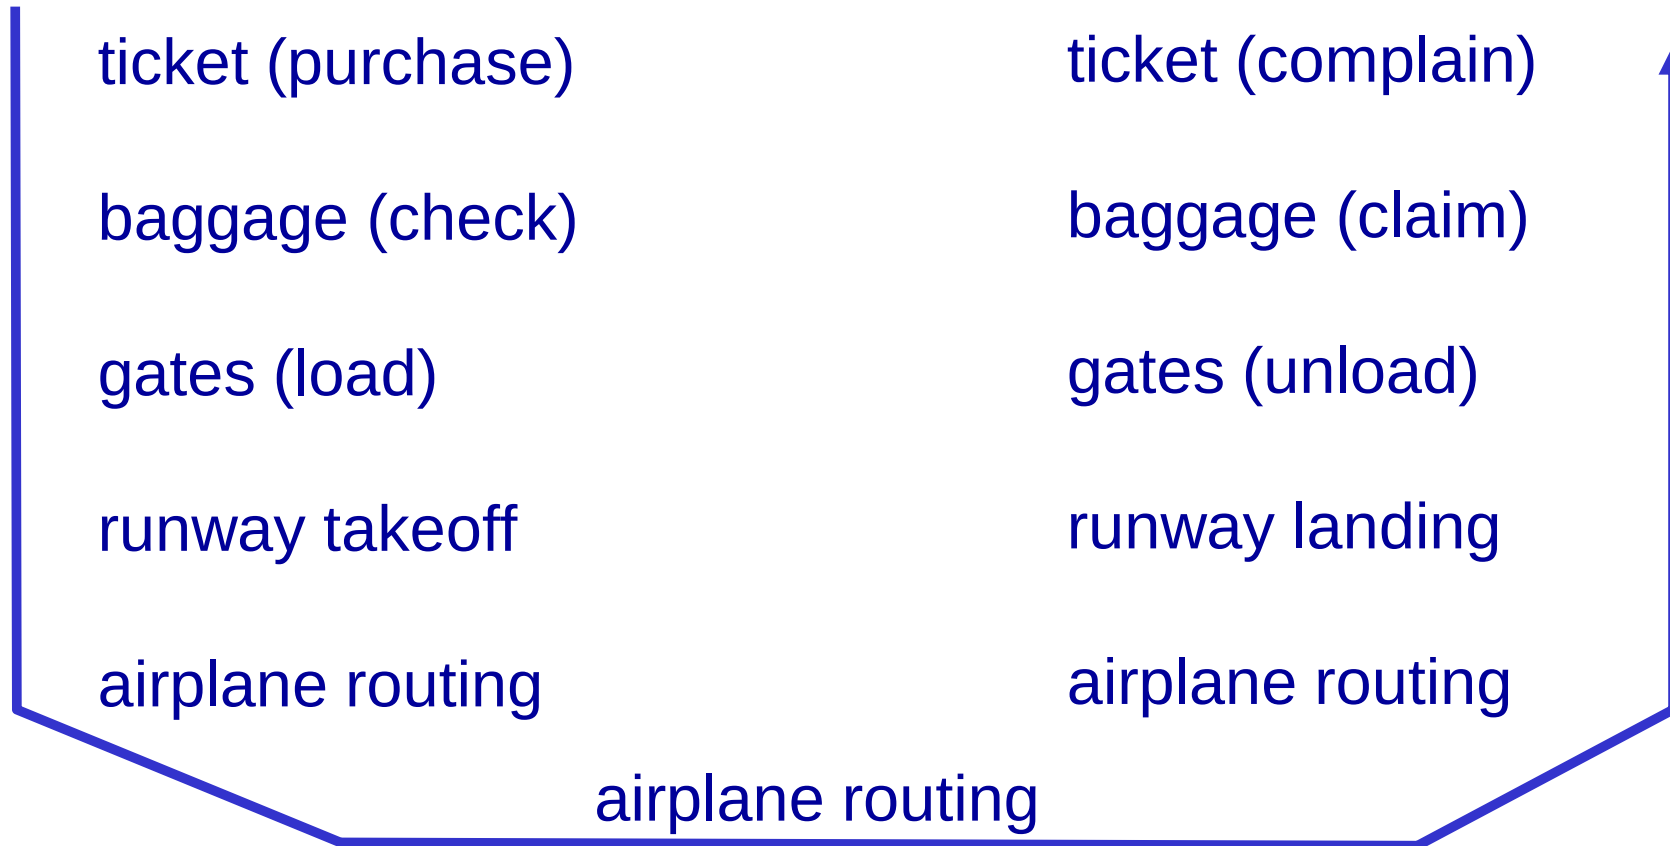 ticket (purchase)
baggage (check)
gates (load)
runway takeoff
airplane routing
airplane routing
ticket (complain)
baggage (claim)
gates (unload)
runway landing
airplane routing